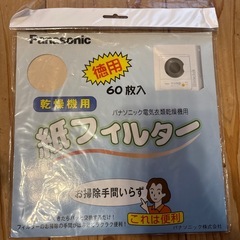 Panasonic
徳用
60枚入
乾燥機用
パナソニック電気衣類乾燥機用
紙フィルター
お掃除手間いらず
これは便利
パナソニック株式会社